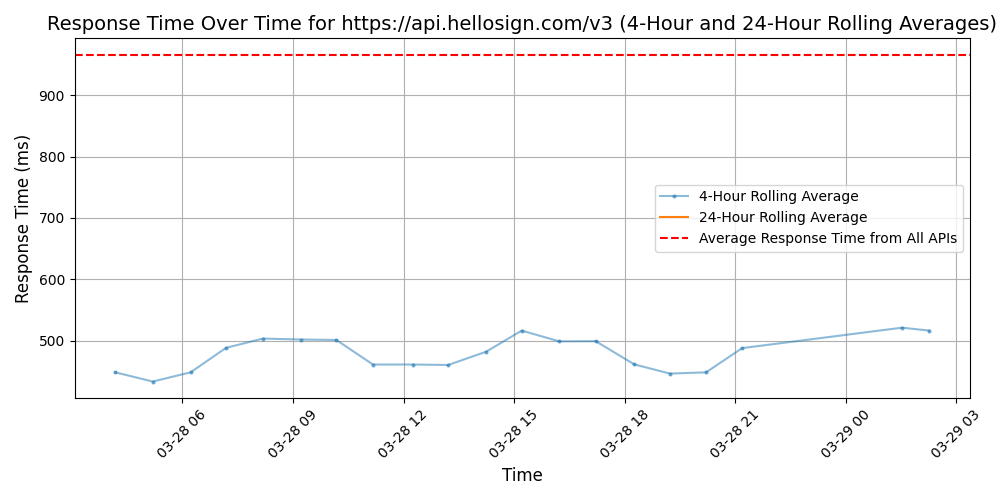 Response Time Over Time for https://api.hellosign.com/v3 (4-Hour and 24-Hour Rolling Averages)
Response Time (ms)
900
800
700
600
500
4-Hour Rolling Average
24-Hour Rolling Average
Average Response Time from All APIs
03-28 06
03-28 09
03-28 12
03-28 15
03-28 18
03-28 21
03-29 00
03-29 03
Time